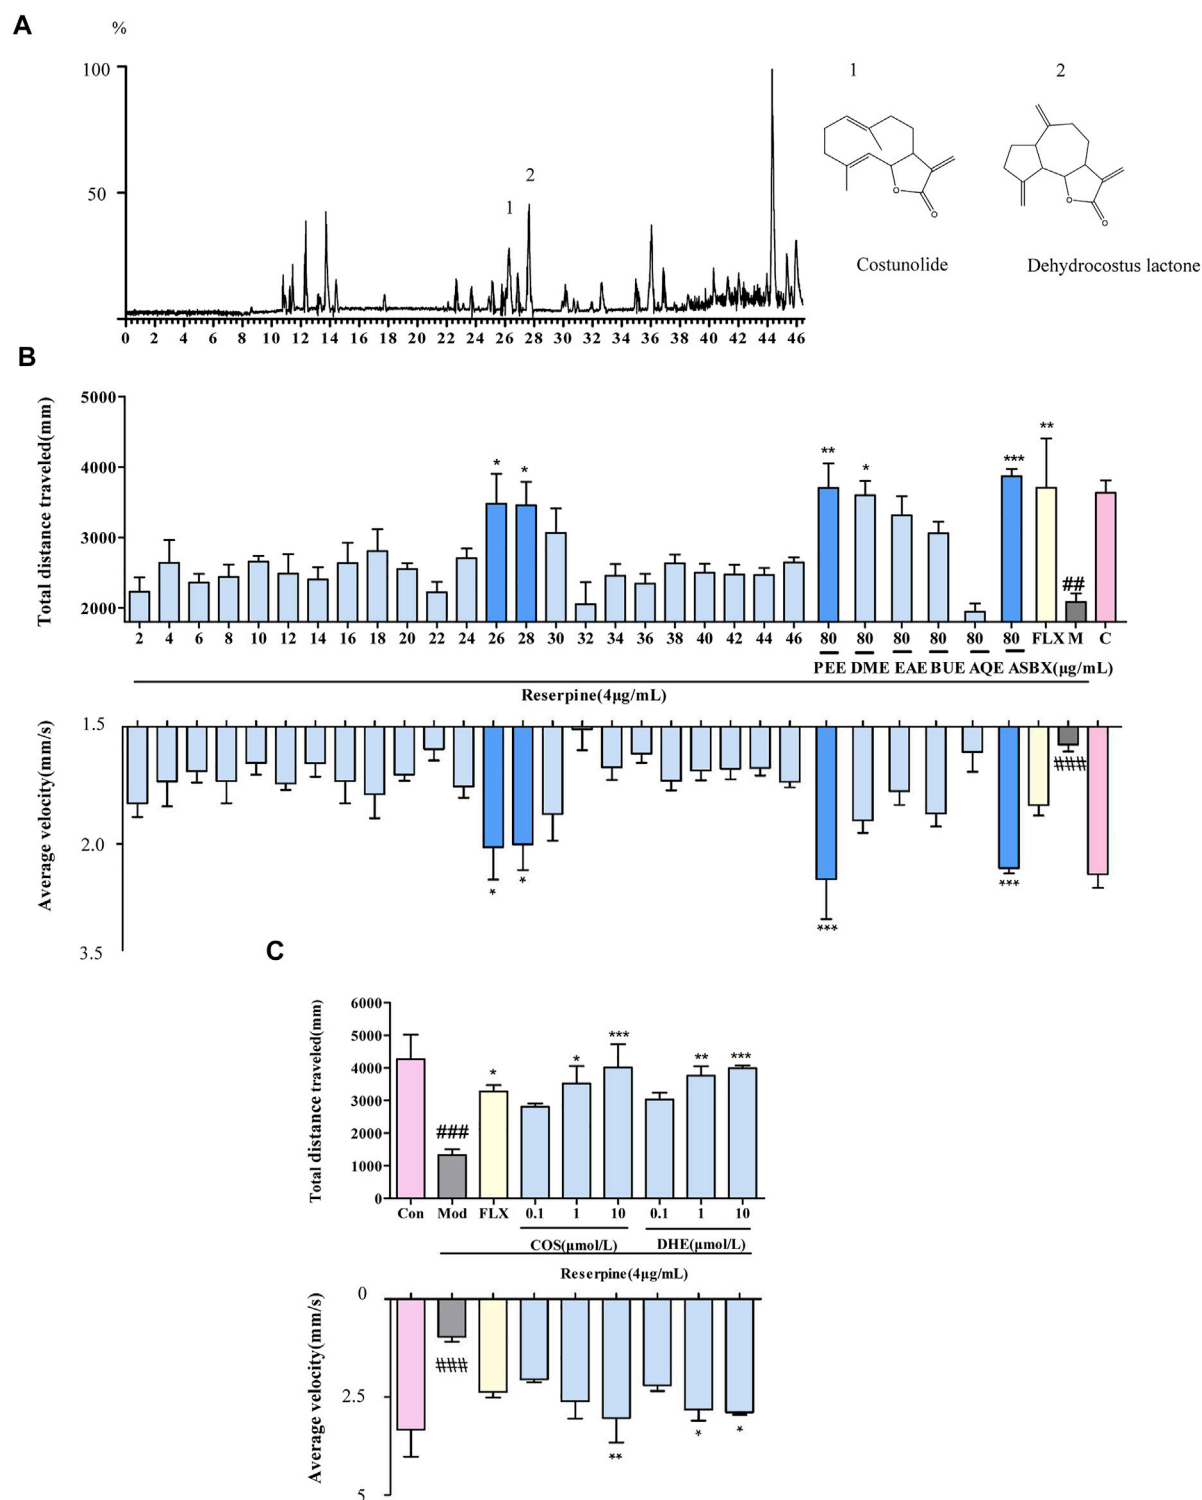 A
%
100
50
1
2
1
2
O
O
O
O
Costunolide
Dehydrocostus lactone
0 2 4 6 8 10 12 14 16 18 20 22 24 26 28 30 32 34 36 38 40 42 44 46
B
Total distance traveled(mm)
5000
4000
3000
2000
* * ** * *** ** ##
2 4 6 8 10 12 14 16 18 20 22 24 26 28 30 32 34 36 38 40 42 44 46 80 80 80 80 80 80 FLX M C
PEE DME EAE BUE AQE ASBX(μg/mL)
Reserpine(4μg/mL)
Average velocity(mm/s)
1.5
2.0
3.5
* * *** *** ###
C
Total distance traveled(mm)
6000
5000
4000
3000
2000
1000
0
### * * *** ** ***
Con Mod FLX 0.1 1 10 0.1 1 10
COS(μmol/L) DHE(μmol/L)
Reserpine(4μg/mL)
Average velocity(mm/s)
0
2.5
5
### ** * *